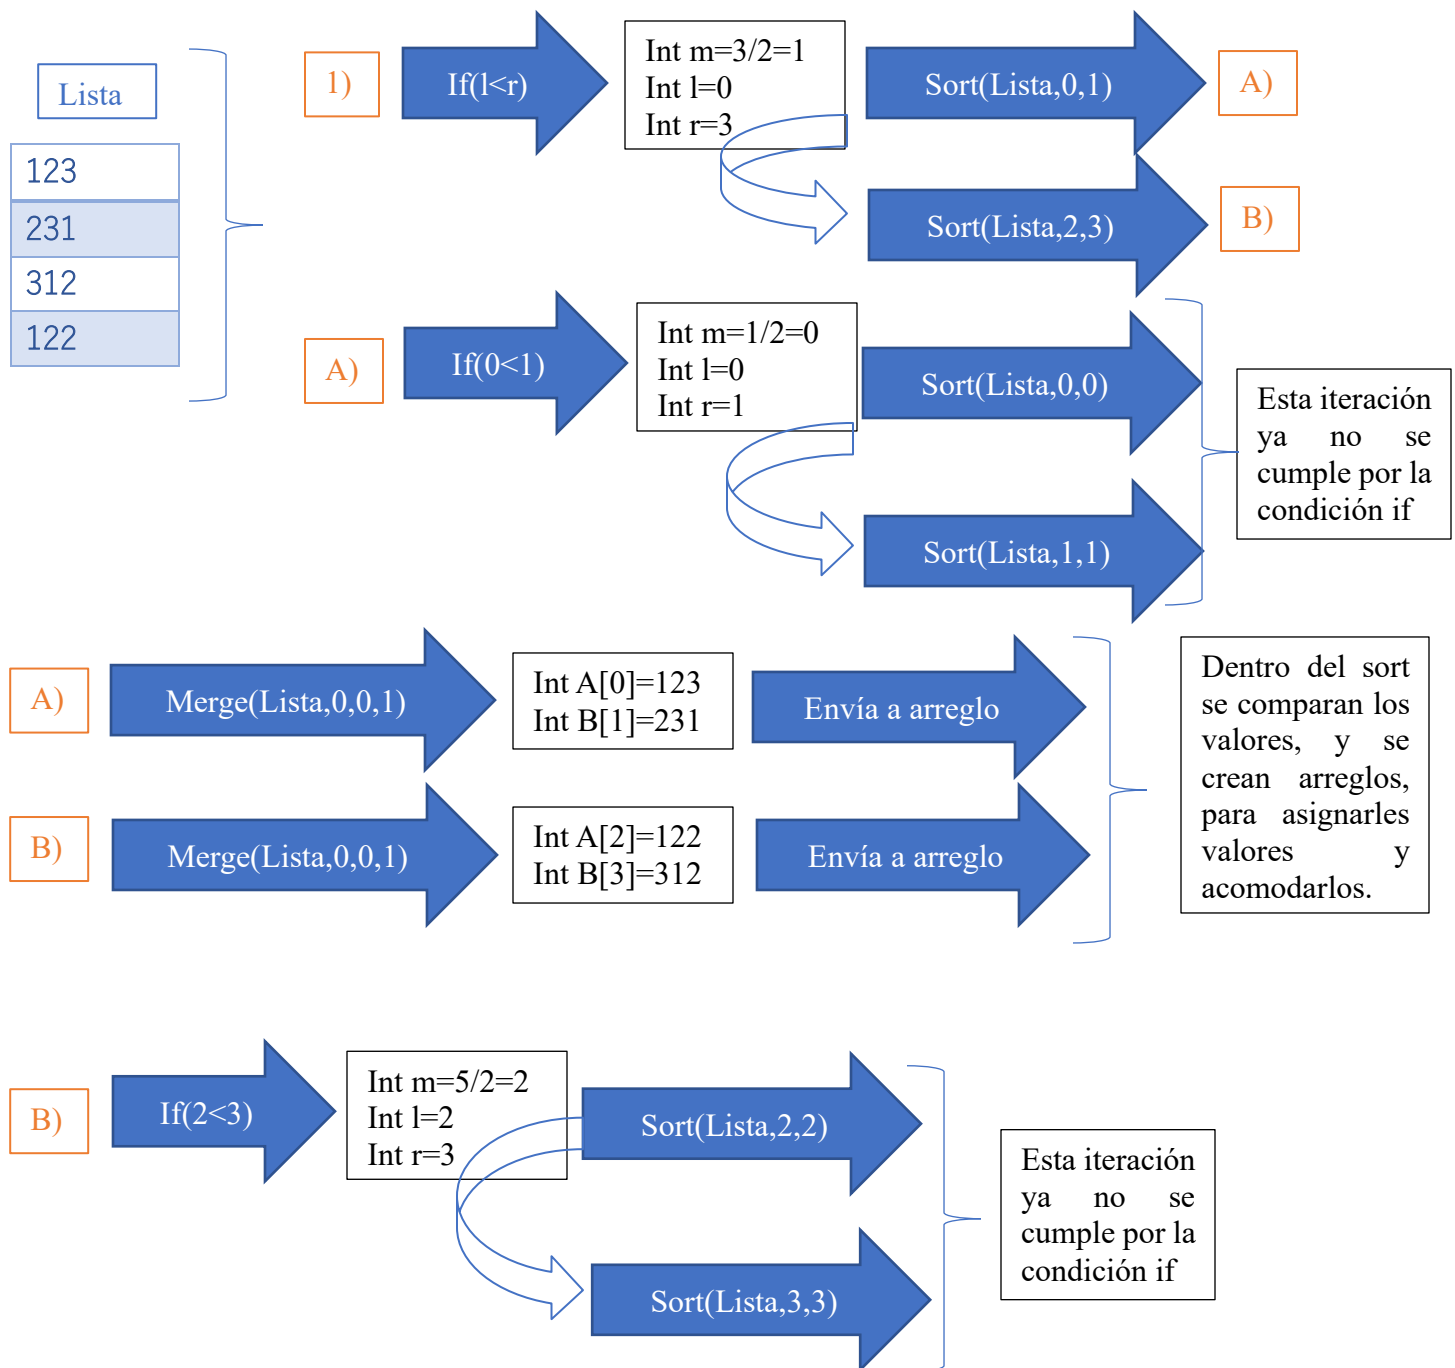 Lista
123
231
312
122
1)
If(l<r)
Int m=3/2=1
Int l=0
Int r=3
Sort(Lista,0,1)
A)
Sort(Lista,2,3)
B)
A)
If(0<1)
Int m=1/2=0
Int l=0
Int r=1
Sort(Lista,0,0)
Sort(Lista,1,1)
Esta iteración
ya no se
cumple por la
condición if
A)
Merge(Lista,0,0,1)
Int A[0]=123
Int B[1]=231
Envía a arreglo
B)
Merge(Lista,0,0,1)
Int A[2]=122
Int B[3]=312
Envía a arreglo
Dentro del sort
se comparan los
valores, y se
crean arreglos,
para asignarles
valores y
acomodarlos.
B)
If(2<3)
Int m=5/2=2
Int l=2
Int r=3
Sort(Lista,2,2)
Sort(Lista,3,3)
Esta iteración
ya no se
cumple por la
condición if